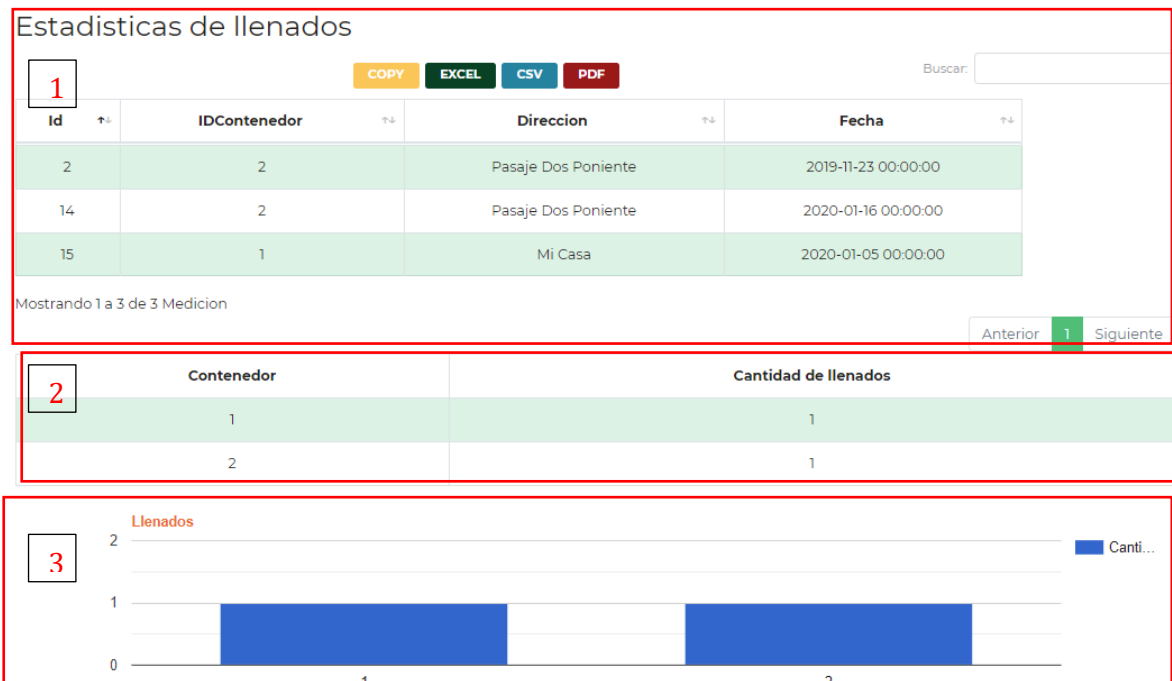 Estadisticas de llenados
1
COPY EXCEL CSV PDF Buscar:
Id IDContenedor Direccion Fecha
2 2 Pasaje Dos Poniente 2019-11-23 00:00:00
14 2 Pasaje Dos Poniente 2020-01-16 00:00:00
15 1 Mi Casa 2020-01-05 00:00:00
Mostrando 1 a 3 de 3 Medicion
Anterior 1 Siguiente
2
Contenedor Cantidad de llenados
1 1
2 1
3
Llenados
2 Canti...
1
0
1 2